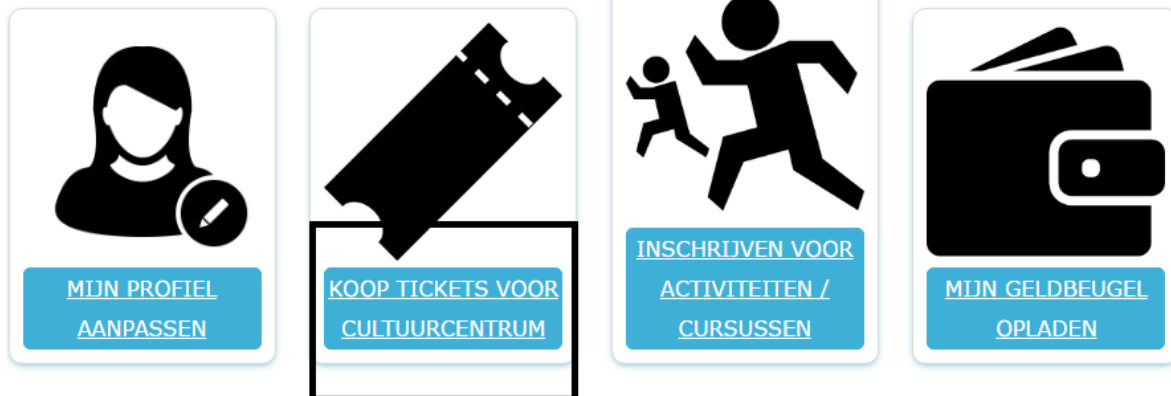 MIJN PROFIEL
AANPASSEN
KOOP TICKETS VOOR
CULTUURCENTRUM
INSCHRIJVEN VOOR
ACTIVITEITEN /
CURSUSSEN
MIJN GELDBEUGEL
OPLADEN